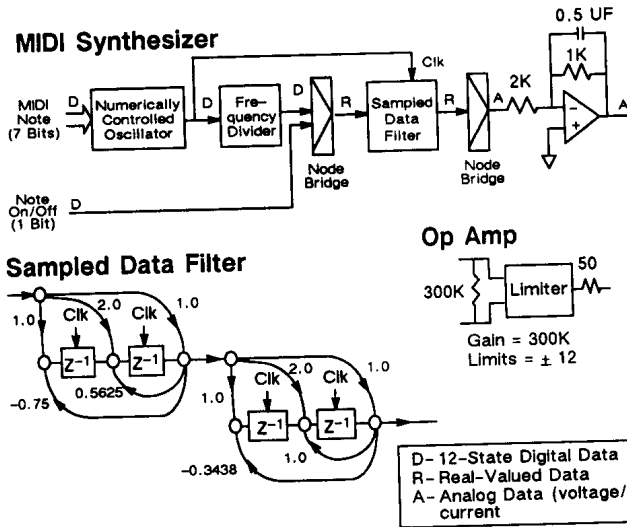 MIDI Synthesizer
0.5 UF
1K
2K
Clk
MIDI
Note
(7 Bits)
D
Numerically
Controlled
Oscillator
D
Fre-
quency
Divider
D
R
Node
Bridge
Sampled
Data
Filter
R
Node
Bridge
A
-
+
A
Note
On/Off
(1 Bit)
D
Sampled Data Filter
1.0
2.0
1.0
Clk
Clk
Z-1
Z-1
0.5625
-0.75
1.0
2.0
1.0
Clk
Clk
Z-1
Z-1
1.0
-0.3438
Op Amp
300K
Limiter
50
Gain = 300K
Limits = ± 12
D- 12-State Digital Data
R- Real-Valued Data
A- Analog Data (voltage/
current